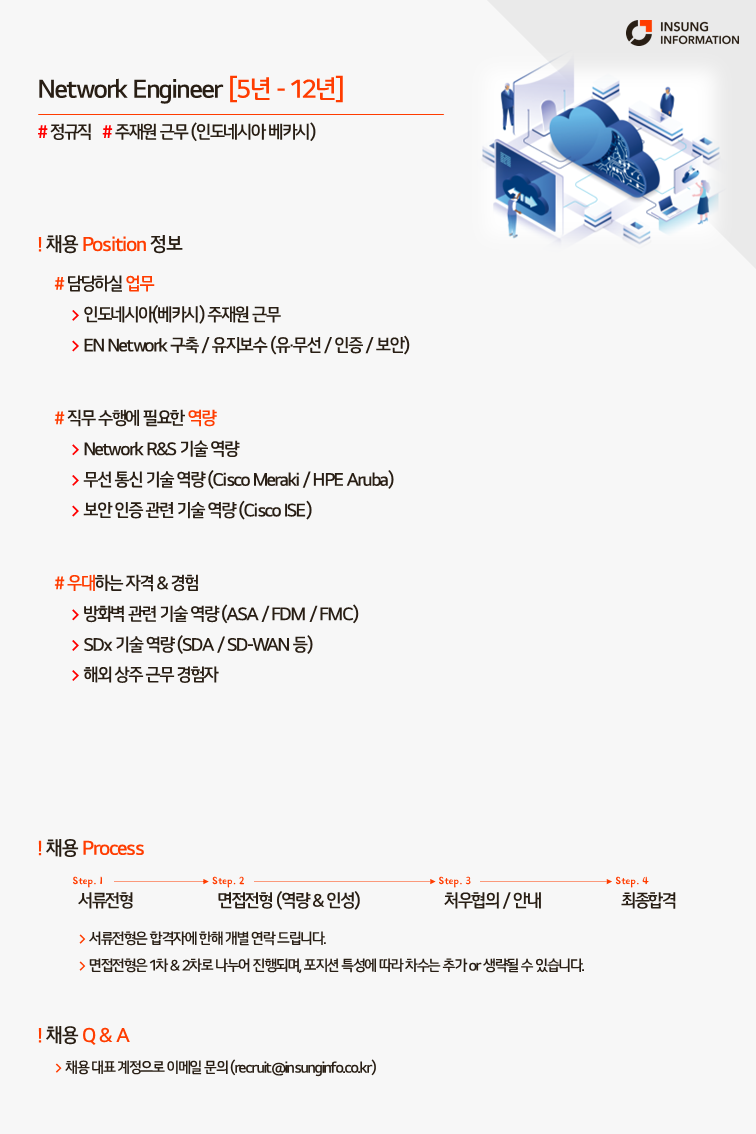 INSUNG
INFORMATION
Network Engineer [5년 - 12년]
# 정규직 # 주재원 근무 (인도네시아 베카시)
! 채용 Position 정보
# 담당하실 업무
> 인도네시아(베카시) 주재원 근무
> EN Network 구축 / 유지보수 (유·무선 / 인증 / 보안)
# 직무 수행에 필요한 역량
> Network R&S 기술 역량
> 무선 통신 기술 역량 (Cisco Meraki / HPE Aruba)
> 보안 인증 관련 기술 역량 (Cisco ISE)
# 우대하는 자격 & 경험
> 방화벽 관련 기술 역량 (ASA / FDM / FMC)
> SDx 기술 역량 (SDA / SD-WAN 등)
> 해외 상주 근무 경험자
! 채용 Process
Step. 1 Step. 2 Step. 3 Step. 4
서류전형 면접전형 (역량 & 인성) 처우협의 / 안내 최종합격
> 서류전형은 합격자에 한해 개별 연락 드립니다.
> 면접전형은 1차 & 2차로 나누어 진행되며, 포지션 특성에 따라 차수는 추가 or 생략될 수 있습니다.
! 채용 Q & A
> 채용 대표 계정으로 이메일 문의 (recruit@insunginfo.co.kr)